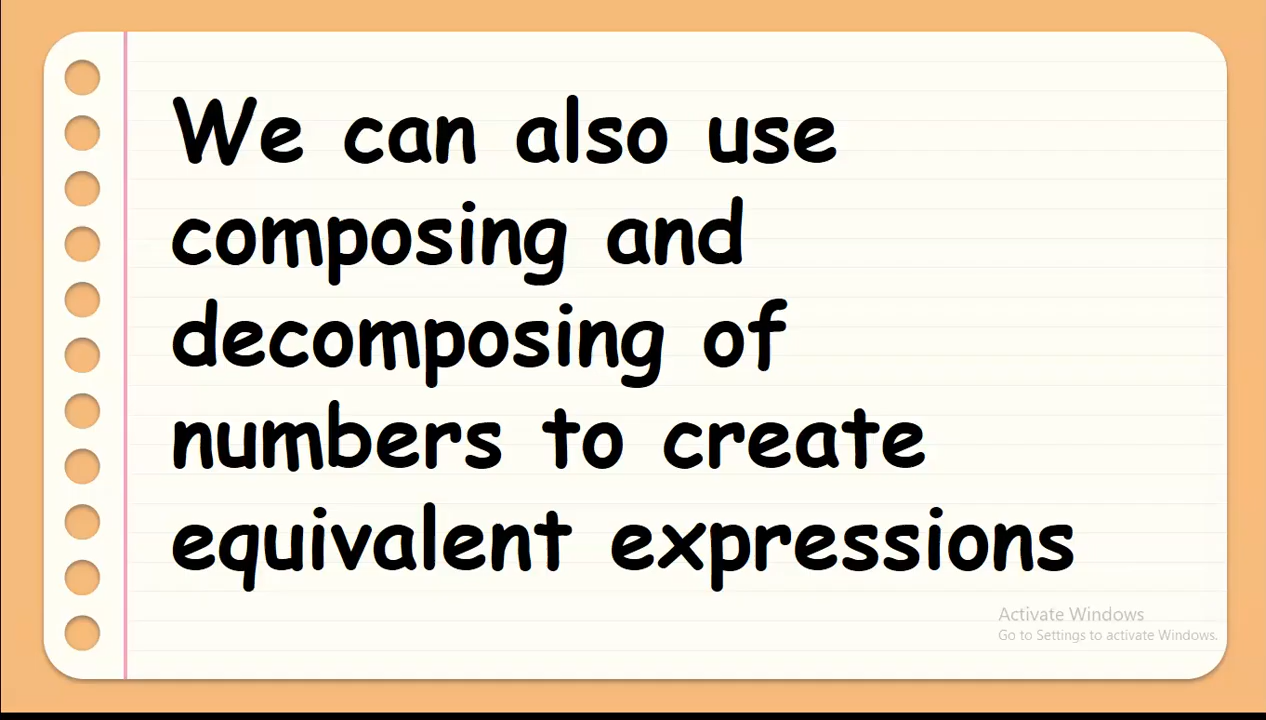 We can also use
composing and
decomposing of
numbers to create
equivalent expressions
Activate Windows
Go to Settings to activate Windows.